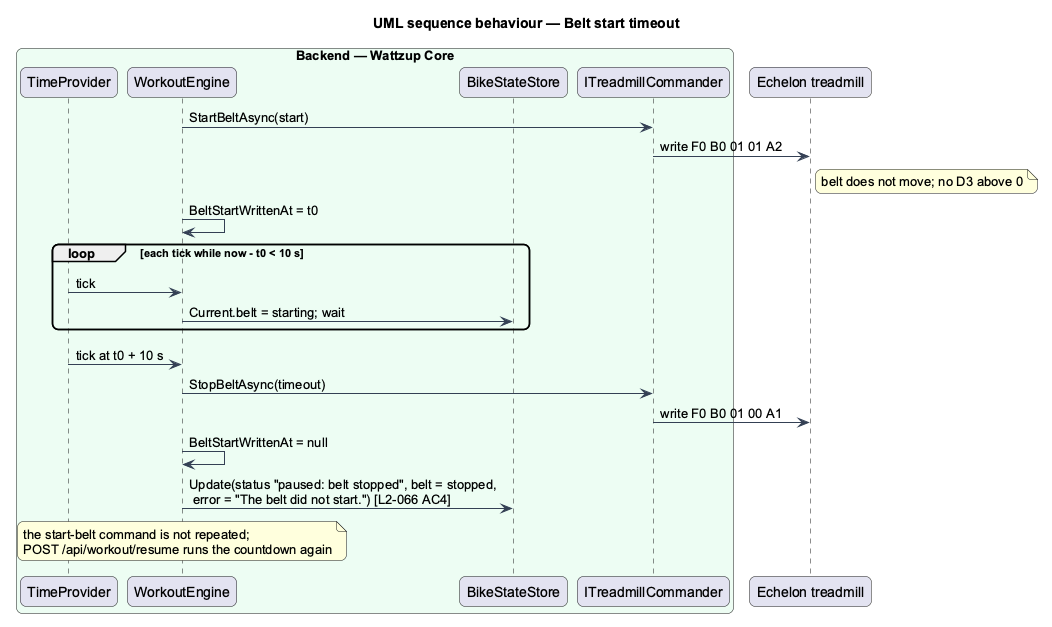 UML sequence behaviour — Belt start timeout
Backend — Wattzup Core
TimeProvider
WorkoutEngine
BikeStateStore
ITreadmillCommander
Echelon treadmill
StartBeltAsync(start)
write F0 B0 01 01 A2
belt does not move; no D3 above 0
BeltStartWrittenAt = t0
loop
[each tick while now - t0 < 10 s]
tick
Current.belt = starting; wait
tick at t0 + 10 s
StopBeltAsync(timeout)
write F0 B0 01 00 A1
BeltStartWrittenAt = null
Update(status "paused: belt stopped", belt = stopped,
error = "The belt did not start.") [L2-066 AC4]
the start-belt command is not repeated;
POST /api/workout/resume runs the countdown again
TimeProvider
WorkoutEngine
BikeStateStore
ITreadmillCommander
Echelon treadmill